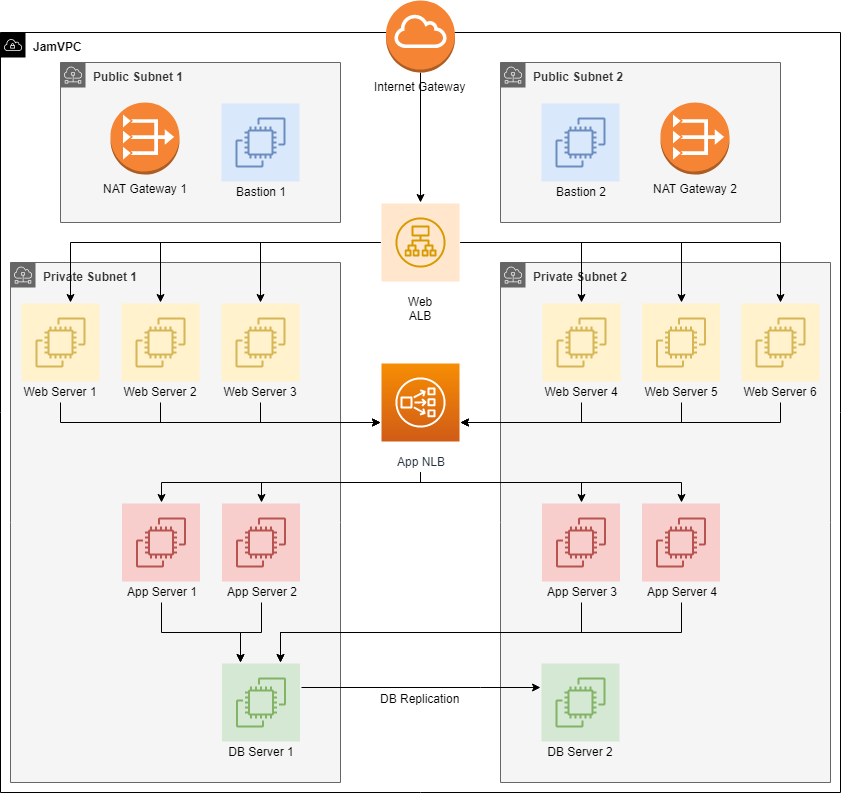 JamVPC
Internet Gateway
Public Subnet 1
Public Subnet 2
NAT Gateway 1
Bastion 1
Bastion 2
NAT Gateway 2
Web
ALB
Private Subnet 1
Private Subnet 2
Web Server 1
Web Server 2
Web Server 3
Web Server 4
Web Server 5
Web Server 6
App NLB
App Server 1
App Server 2
App Server 3
App Server 4
DB Replication
DB Server 1
DB Server 2